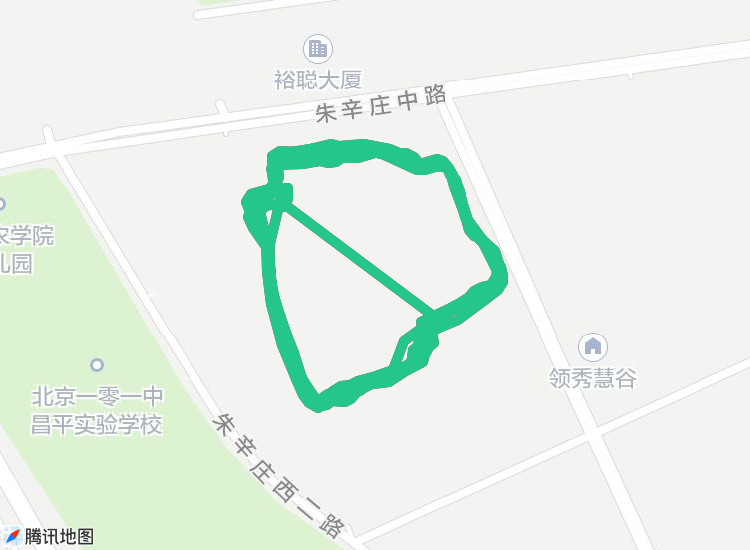 裕聪大厦
朱辛庄中路
农学院
儿园
领秀慧谷
北京一零一中
昌平实验学校
朱辛庄西二路
腾讯地图